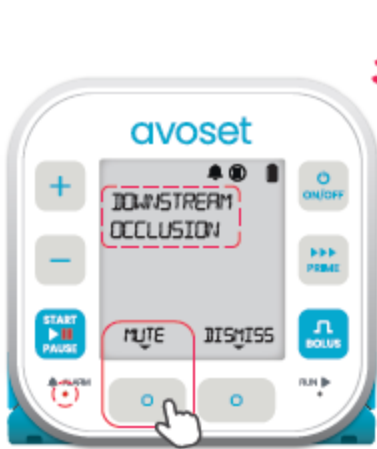 avoset
DOWNSTREAM
OCCLUSION
ON/OFF
PRIME
START
PAUSE
MUTE
DISMISS
BOLUS
ALARM
RUN